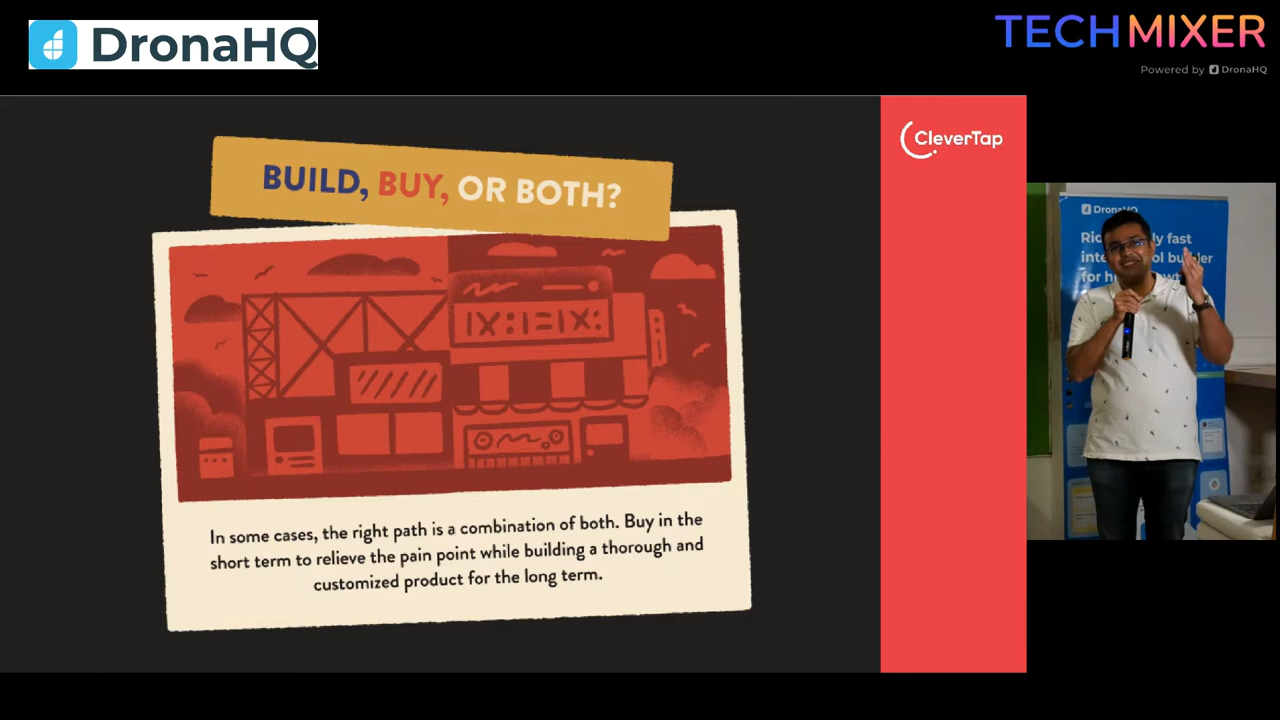 DronaHQ
TECHMIXER
Powered by DronaHQ
CleverTap
BUILD, BUY, OR BOTH?
In some cases, the right path is a combination of both. Buy in the
short term to relieve the pain point while building a thorough and
customized product for the long term.
DronaHQ
fast